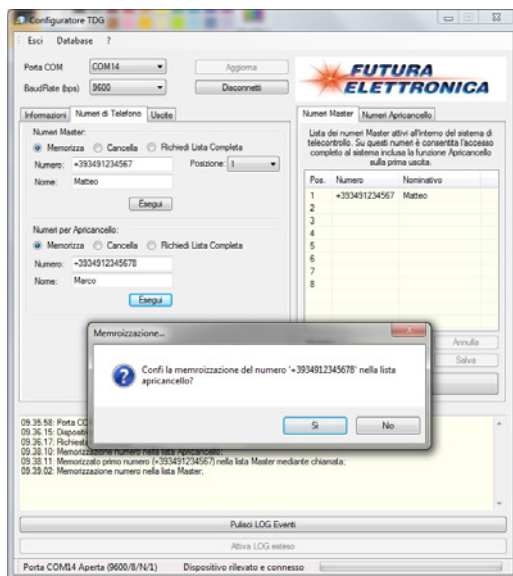 Configuratore TDG
Esci Database ?
Porta COM COM14 Aggiorna
BaudRate (bps) 9600 Disconnetti
FUTURA
ELETTRONICA
Informazioni Numeri di Telefono Uscite
Numeri Master Numeri Apricancello
Numeri Master:
Memorizza Cancella Richiedi Lista Completa
Numero: +393491234567 Posizione: 1
Nome: Matteo
Esegui
Numeri per Apricancello:
Memorizza Cancella Richiedi Lista Completa
Numero: +3934912345678
Nome: Marco
Esegui
Lista dei numeri Master attivi all'interno del sistema di
telecontrollo. Su questi numeri è consentita l'accesso
completo al sistema inclusa la funzione Apricancello
sulla prima uscita.
Pos. Numero Nominativo
1 +393491234567 Matteo
2
3
4
5
6
7
8
Annulla
Salva
Memroizzazione...
Confi la memroizzazione del numero '+3934912345678' nella lista
apricancello?
Sì No
09.35.58: Porta CO
09.36.15: Dispositi
09.36.17: Richiest
09.38.10: Memorizzazione numero nella lista Apricancello;
09.38.11: Memorizzato primo numero (+393491234567) nella lista Master mediante chiamata;
09.39.02: Memorizzazione numero nella lista Master;
Pulisci LOG Eventi
Attiva LOG esteso
Porta COM14 Aperta (9600/8/N/1) Dispositivo rilevato e connesso